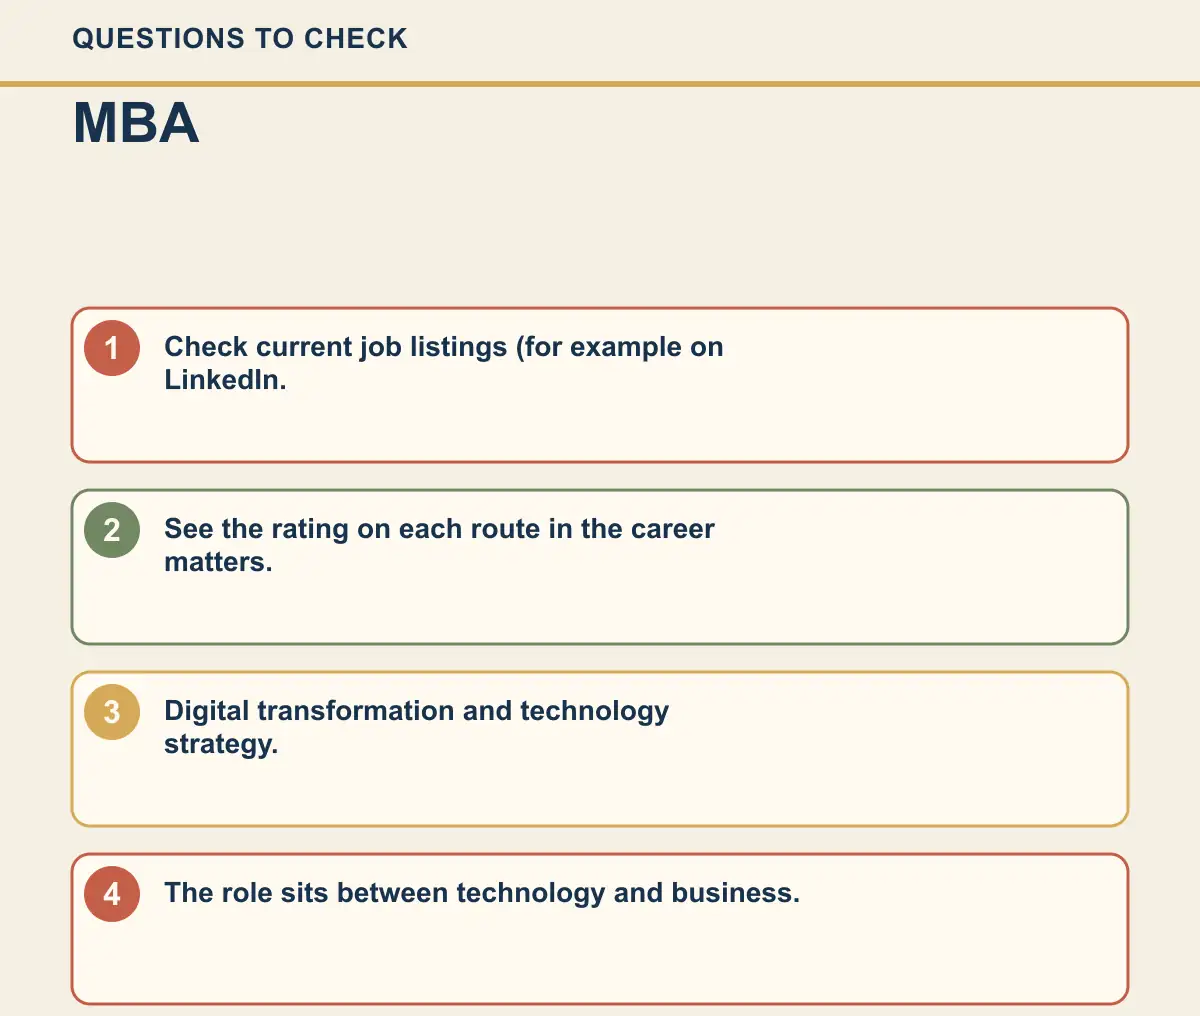 QUESTIONS TO CHECK
MBA
1
Check current job listings (for example on
LinkedIn.
2
See the rating on each route in the career
matters.
3
Digital transformation and technology
strategy.
4
The role sits between technology and business.